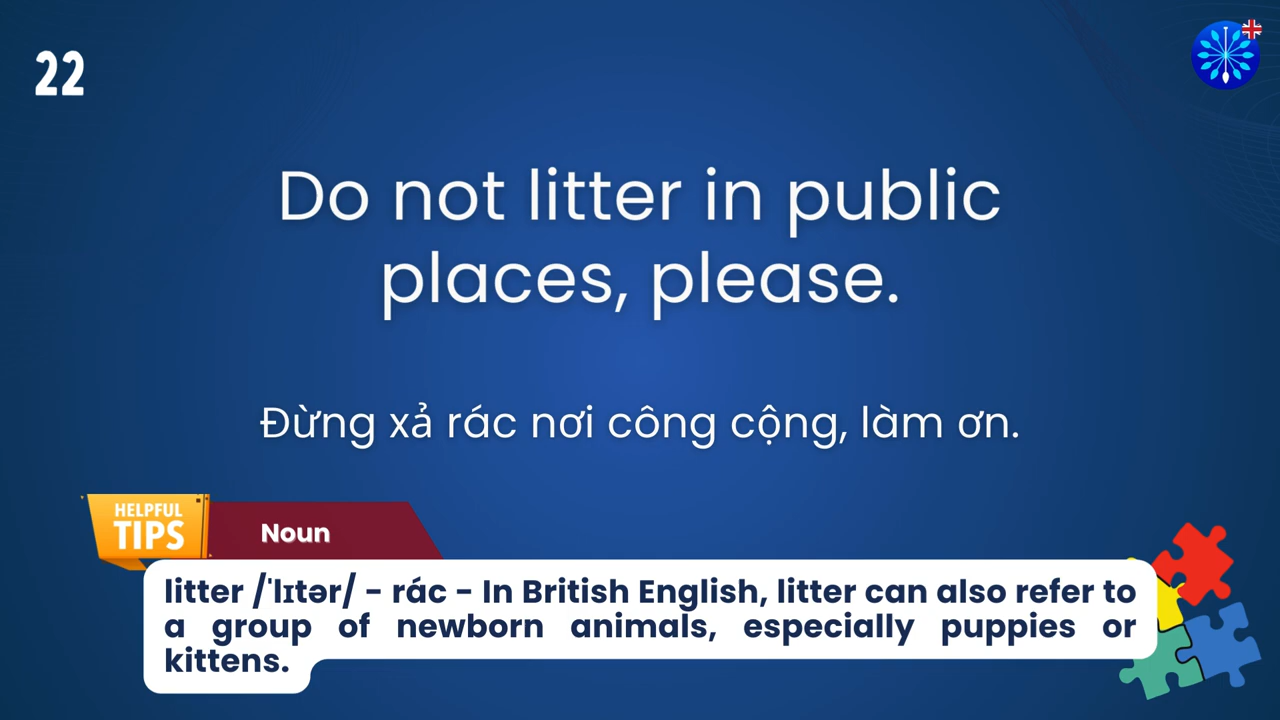 22
Do not litter in public
places, please.
Đừng xả rác nơi công cộng, làm ơn.
HELPFUL
TIPS
Noun
litter /ˈlɪtər/ - rác - In British English, litter can also refer to
a group of newborn animals, especially puppies or
kittens.